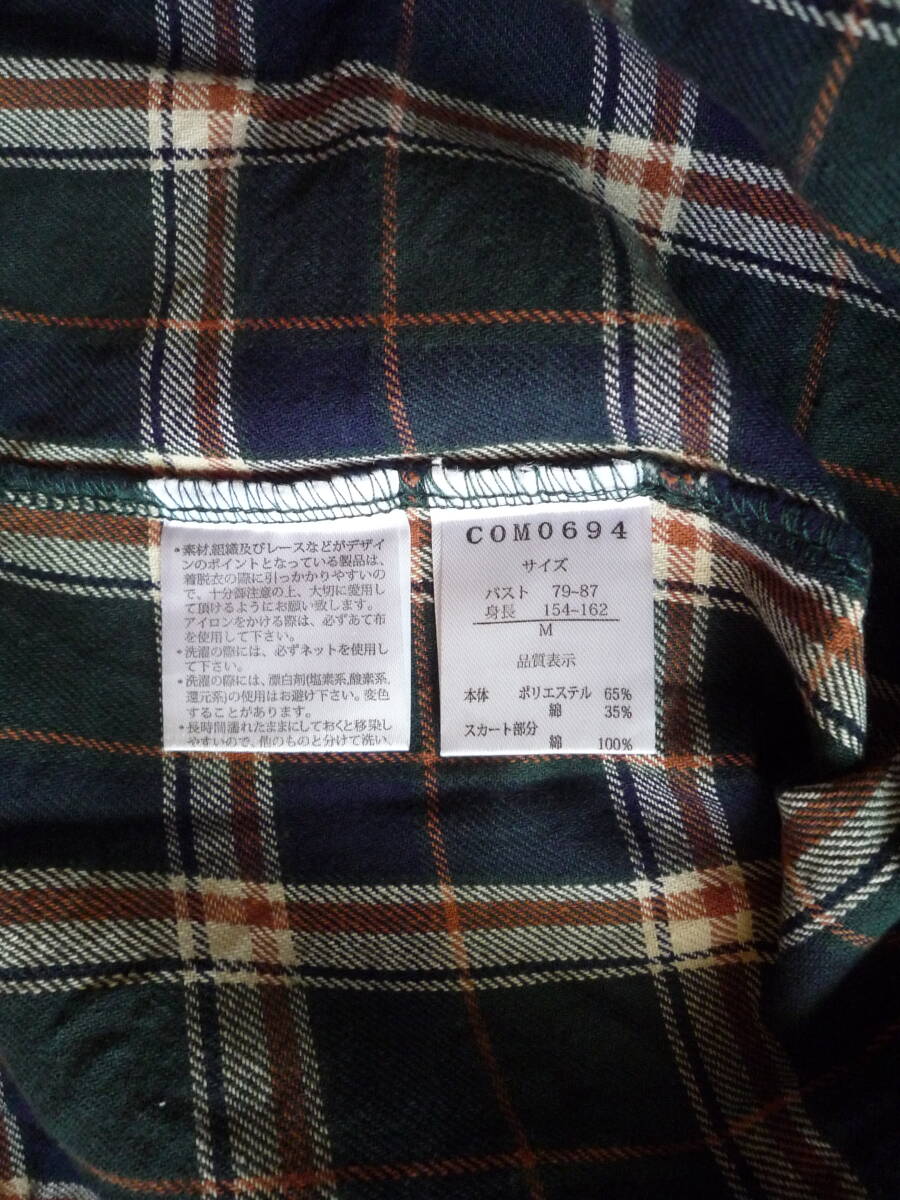 ・素材,組織及びレースなどがデザイ
ンのポイントとなっている製品は、
着脱衣の際に引っかかりやすいの
で、十分御注意の上、大切に愛用し
て頂けるようにお願い致します。
アイロンをかける際は、必ずあて布
を使用して下さい。
・洗濯の際には、必ずネットを使用し
て下さい。
・洗濯の際には、漂白剤(塩素系,酸素系,
還元系)の使用はお避け下さい。変色
することがあります。
・長時間濡れたままにしておくと移染し
やすいので、他のものと分けて洗い、
COM0694
サイズ
バスト 79-87
身長 154-162
M
品質表示
本体 ポリエステル 65%
綿 35%
スカート部分
綿 100%